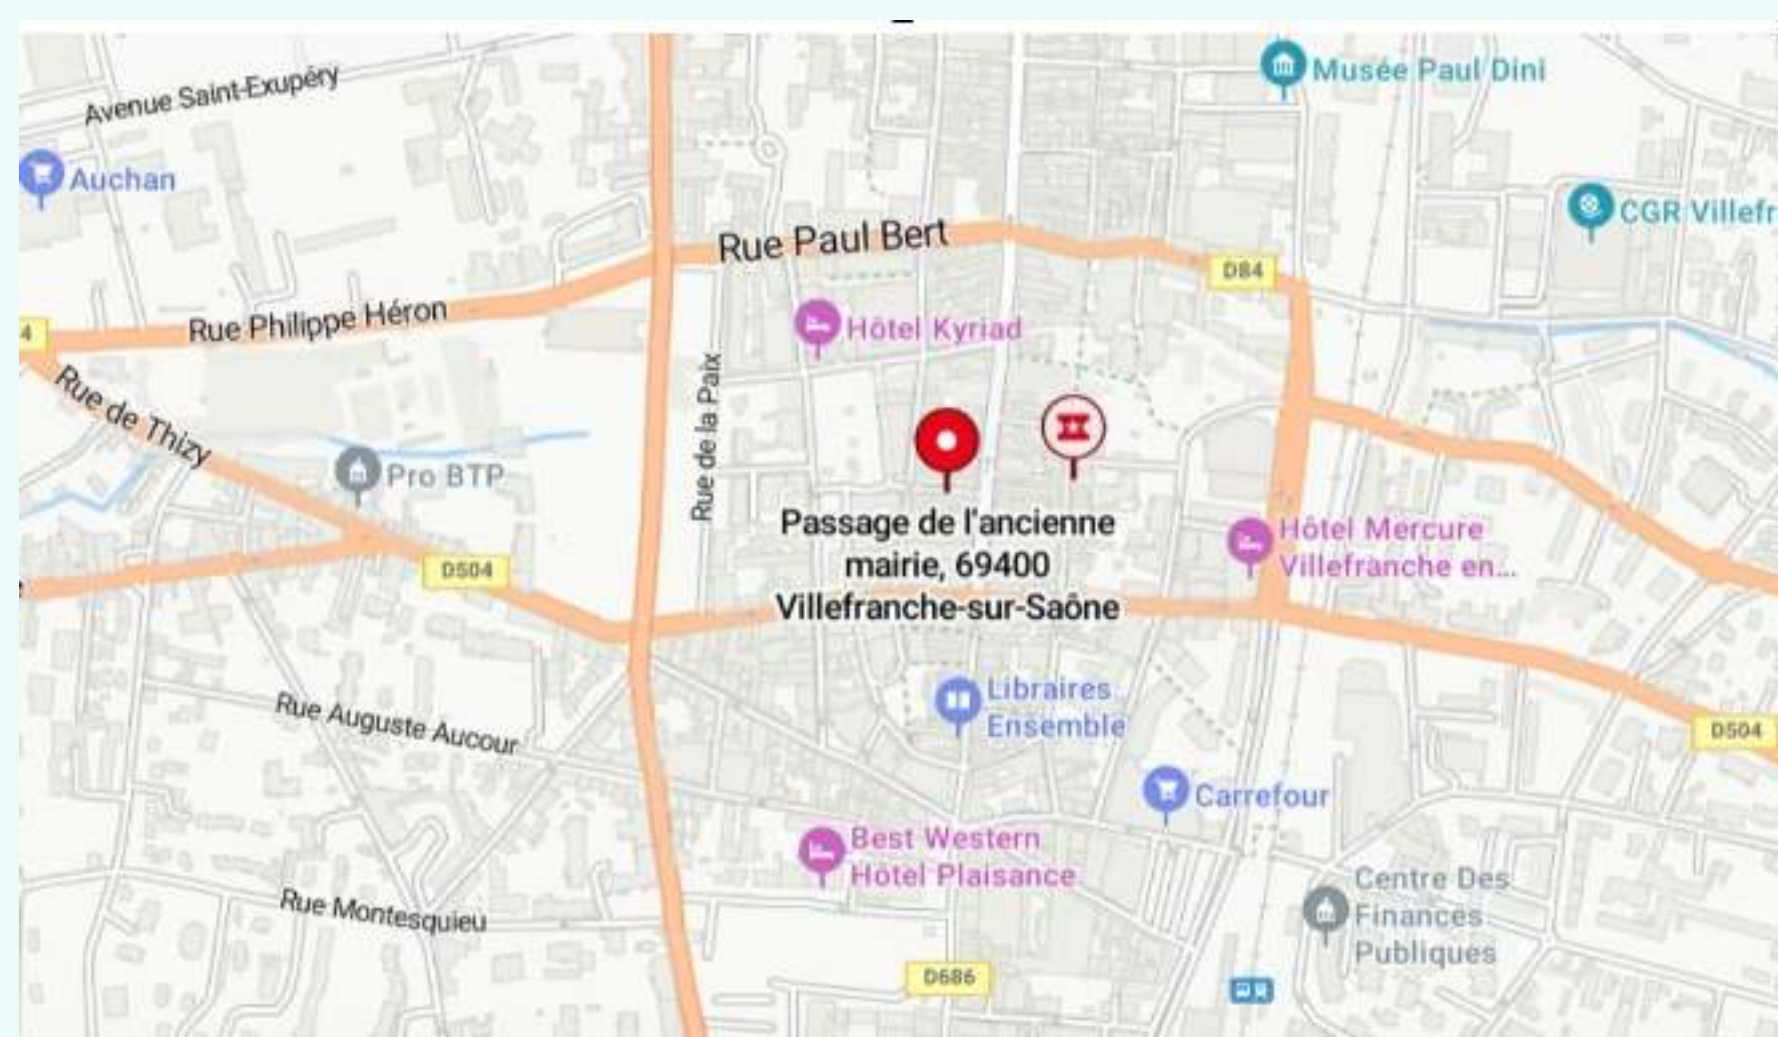 Musée Paul Dini
Avenue Saint-Exupéry
Auchan
CGR Villefr
Rue Paul Bert
D84
Rue Philippe Héron
4
Hôtel Kyriad
Rue de Thizy
Rue de la Paix
Pro BTP
Passage de l'ancienne
mairie, 69400
Villefranche-sur-Saône
Hôtel Mercure
Villefranche en...
D504
Libraires
Ensemble
Rue Auguste Aucour
D504
Carrefour
Best Western
Hôtel Plaisance
Centre Des
Finances
Publiques
Rue Montesquieu
D686